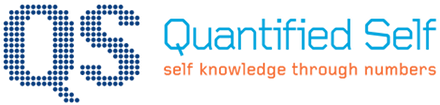 QS
Quantified Self
self knowledge through numbers